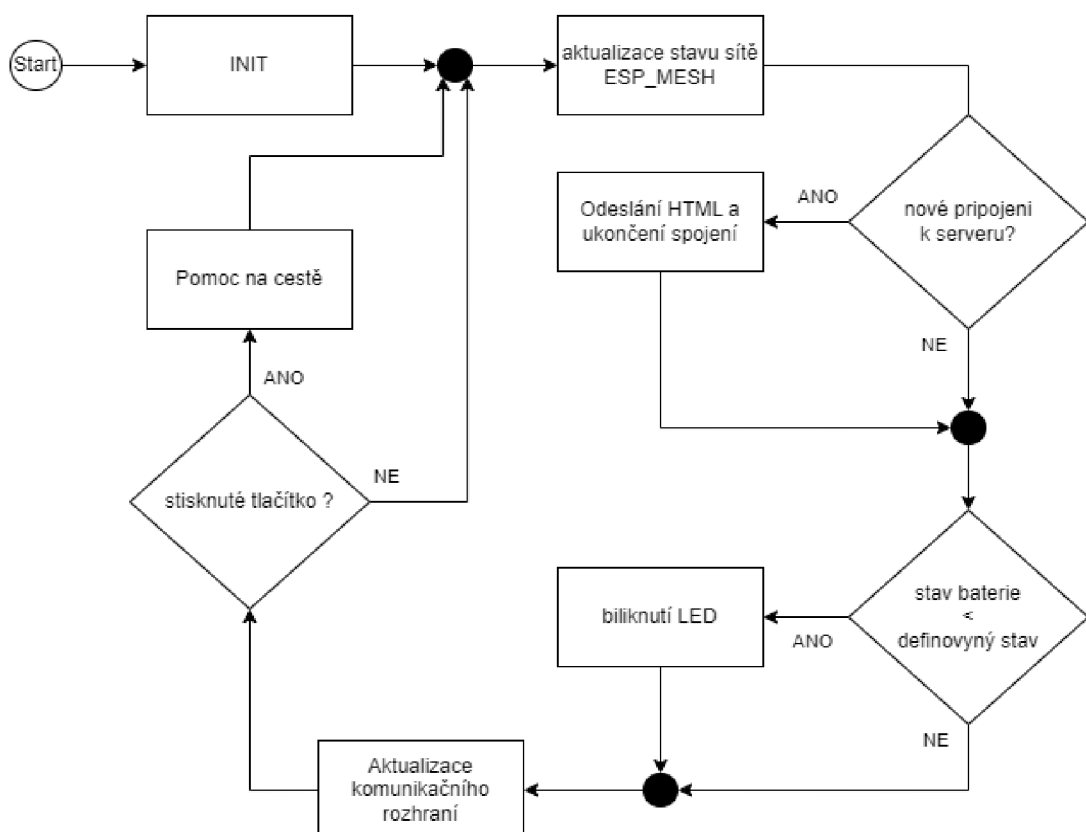 Start
INIT
aktualizace stavu sítě
ESP_MESH
nové pripojeni
k serveru?
ANO
Odeslání HTML a
ukončení spojení
NE
stav baterie
<
definovyný stav
ANO
biliknutí LED
NE
Aktualizace
komunikačního
rozhraní
stisknuté tlačítko ?
NE
ANO
Pomoc na cestě